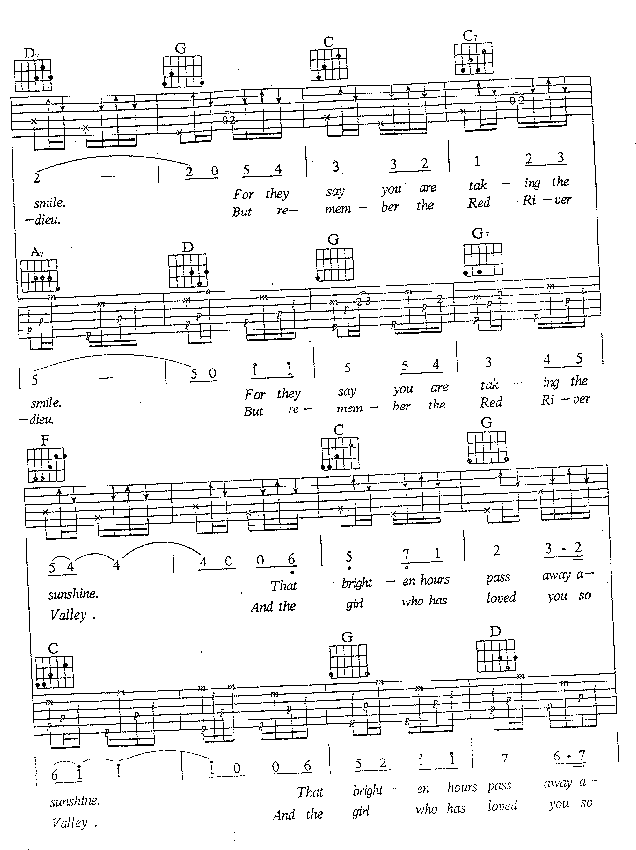 D7 G C C7
2 — 2 0 5 4 3 3 2 1 2 3
smile. For they say you are tak - ing the
-dieu. But re- mem - ber the Red Ri - ver
A7 D G G7
5 — 5 0 1 1 5 5 4 3 4 5
smile. For they say you are tak - ing the
-dieu. But re - mem - ber the Red Ri - ver
F C G
5 4 4 4 0 0 6 5 7 1 2 3 · 2
sunshine. That bright - en hours pass away a-
Valley . And the girl who has loved you so
C G D
6 1 1 1 0 0 6 5 2 1 1 7 6 · 7
sunshine. That bright - en hours pass away a-
Valley . And the girl who has loved you so